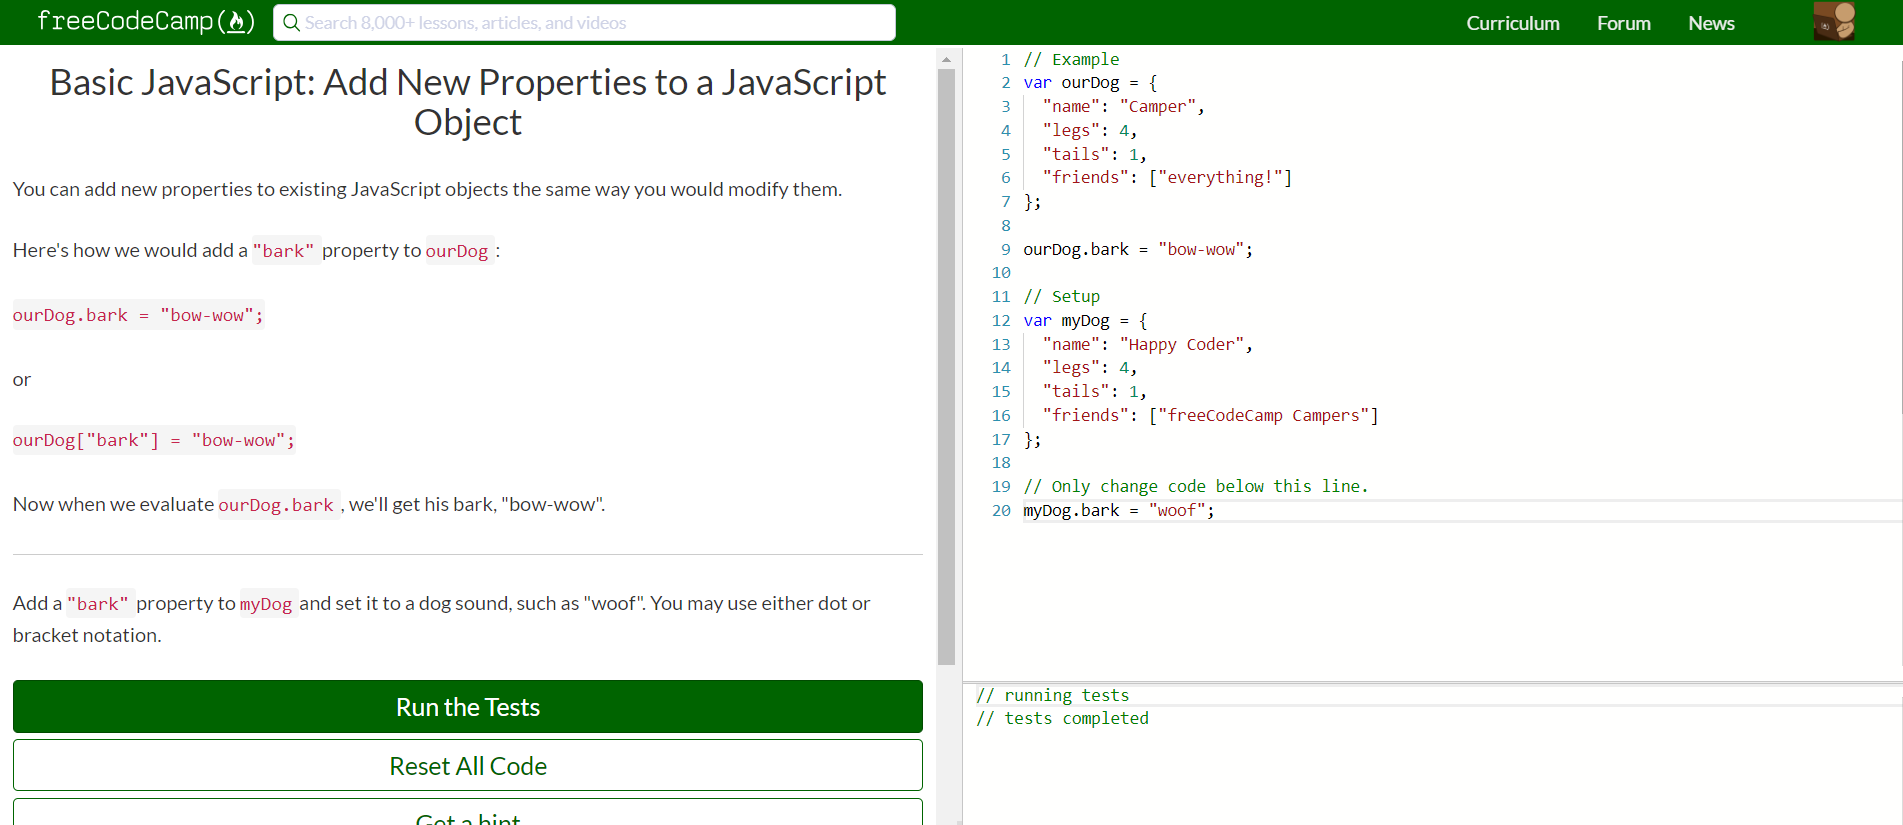 freeCodeCamp(🔥)
Search 8,000+ lessons, articles, and videos
Curriculum
Forum
News
Basic JavaScript: Add New Properties to a JavaScript
Object
You can add new properties to existing JavaScript objects the same way you would modify them.
Here's how we would add a "bark" property to ourDog :
ourDog.bark = "bow-wow";
or
ourDog["bark"] = "bow-wow";
Now when we evaluate ourDog.bark , we'll get his bark, "bow-wow".
Add a "bark" property to myDog and set it to a dog sound, such as "woof". You may use either dot or
bracket notation.
Run the Tests
Reset All Code
Get a hint
1 // Example
2 var ourDog = {
3 "name": "Camper",
4 "legs": 4,
5 "tails": 1,
6 "friends": ["everything!"]
7 };
8
9 ourDog.bark = "bow-wow";
10
11 // Setup
12 var myDog = {
13 "name": "Happy Coder",
14 "legs": 4,
15 "tails": 1,
16 "friends": ["freeCodeCamp Campers"]
17 };
18
19 // Only change code below this line.
20 myDog.bark = "woof";
// running tests
// tests completed